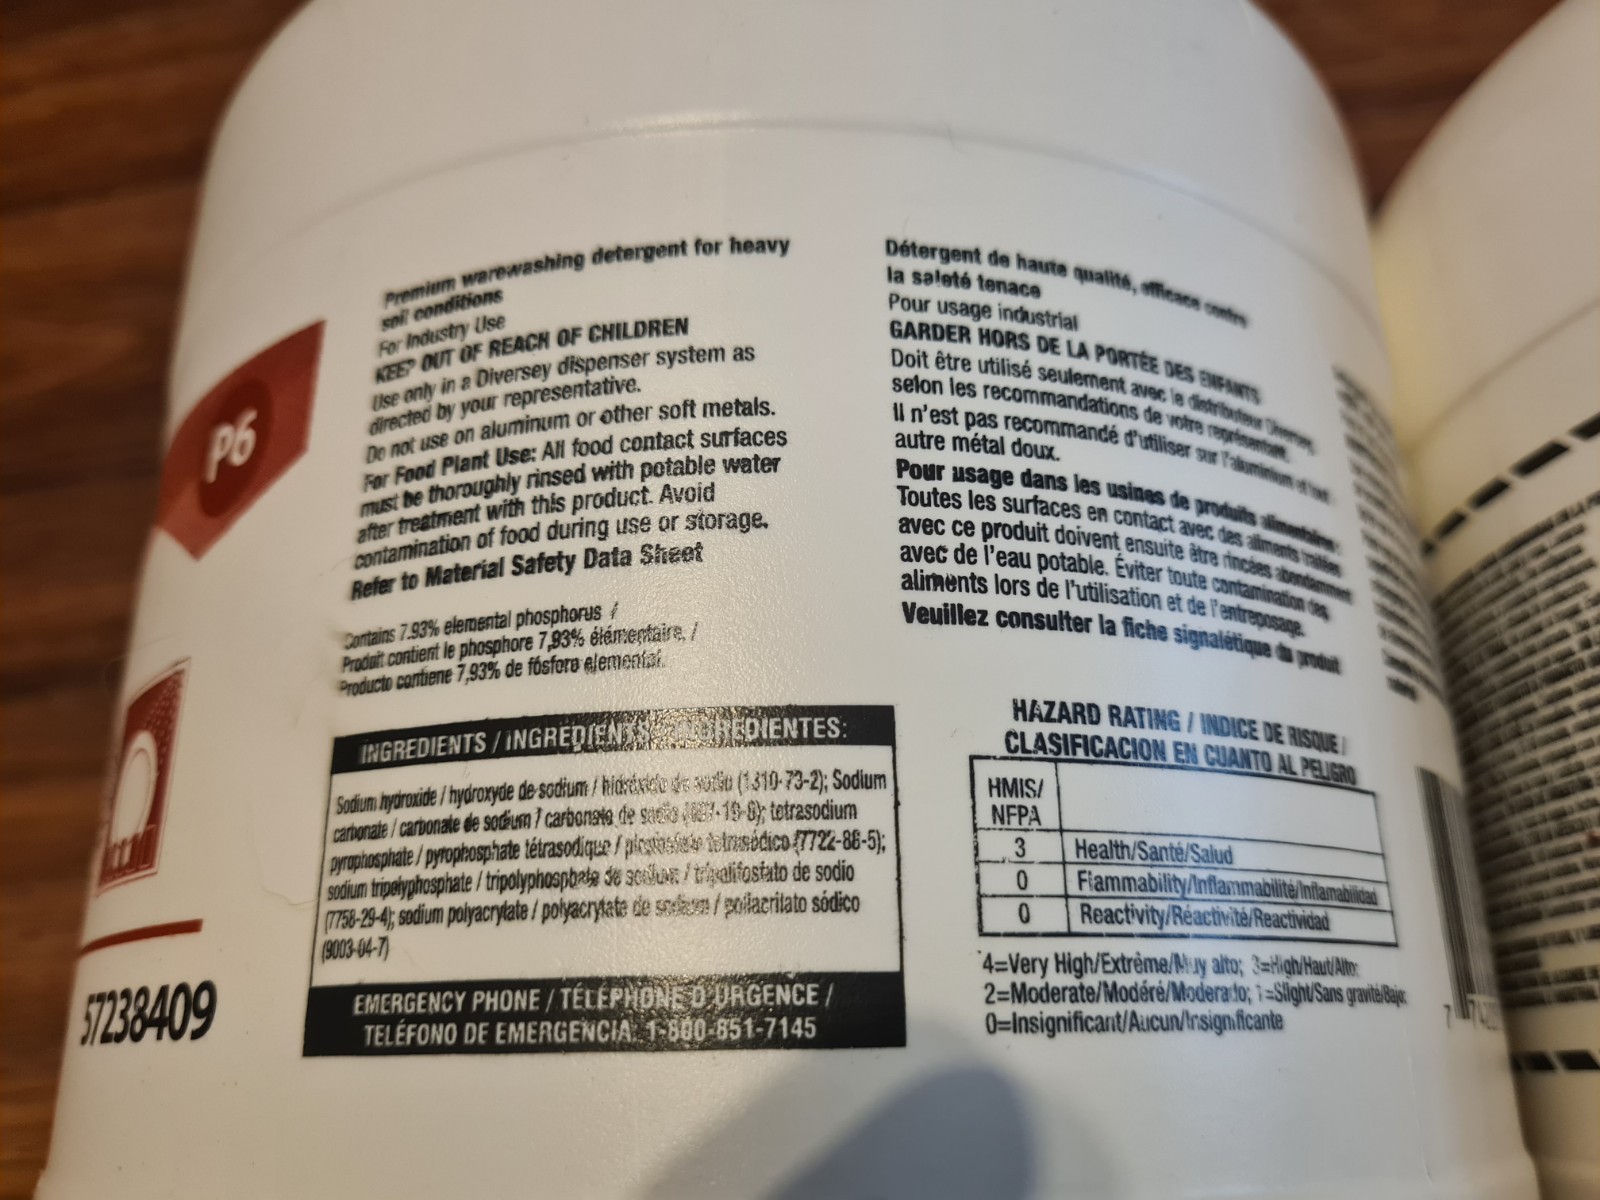 P6
57238409
Premium warewashing detergent for heavy
soil conditions
For Industry Use
KEEP OUT OF REACH OF CHILDREN
Use only in a Diversey dispenser system as
directed by your representative.
Do not use on aluminum or other soft metals.
For Food Plant Use: All food contact surfaces
must be thoroughly rinsed with potable water
after treatment with this product. Avoid
contamination of food during use or storage.
Refer to Material Safety Data Sheet
Contains 7.93% elemental phosphorus /
Produit contient le phosphore 7,93% élémentaire, /
Producto contiene 7,93% de fósforo elemental.
INGREDIENTS / INGRÉDIENTS / INGREDIENTES:
Sodium hydroxide / hydroxyde de sodium / hidróxido de sodio (1310-73-2); Sodium
carbonate / carbonate de sodium / carbonato de sodio (497-19-8); tetrasodium
pyrophosphate / pyrophosphate tétrasodique / tetrasódico (7722-88-5);
sodium tripolyphosphate / tripolyphosphate de sodium / tripolifosfato de sodio
(7758-29-4); sodium polyacrylate / polyacrylate de sodium / poliacrilato sódico
(9003-04-7)
EMERGENCY PHONE / TÉLÉPHONE D'URGENCE /
TELÉFONO DE EMERGENCIA: 1-800-851-7145
Détergent de haute qualité, efficace contre
la saleté tenace
Pour usage industrial
GARDER HORS DE LA PORTÉE DES ENFANTS
Doit être utilisé seulement avec le distributeur Diversey,
selon les recommandations de votre représentant.
Il n'est pas recommandé d'utiliser sur l'aluminium et tout
autre métal doux.
Pour usage dans les usines de produits alimentaires:
Toutes les surfaces en contact avec des aliments traitées
avec ce produit doivent ensuite être rincées abondamment
avec de l'eau potable. Éviter toute contamination des
aliments lors de l'utilisation et de l'entreposage.
Veuillez consulter la fiche signalétique du produit
HAZARD RATING / INDICE DE RISQUE /
CLASIFICACION EN CUANTO AL PELIGRO
HMIS/
NFPA
3 Health/Santé/Salud
0 Flammability/Inflammabilité/Inflamabilidad
0 Reactivity/Réactivité/Reactividad
4=Very High/Extrême/Muy alto; 3=High/Haut/Alto;
2=Moderate/Modéré/Moderato; 1=Slight/Sans gravité/Bajo;
0=Insignificant/Aucun/Insignificante